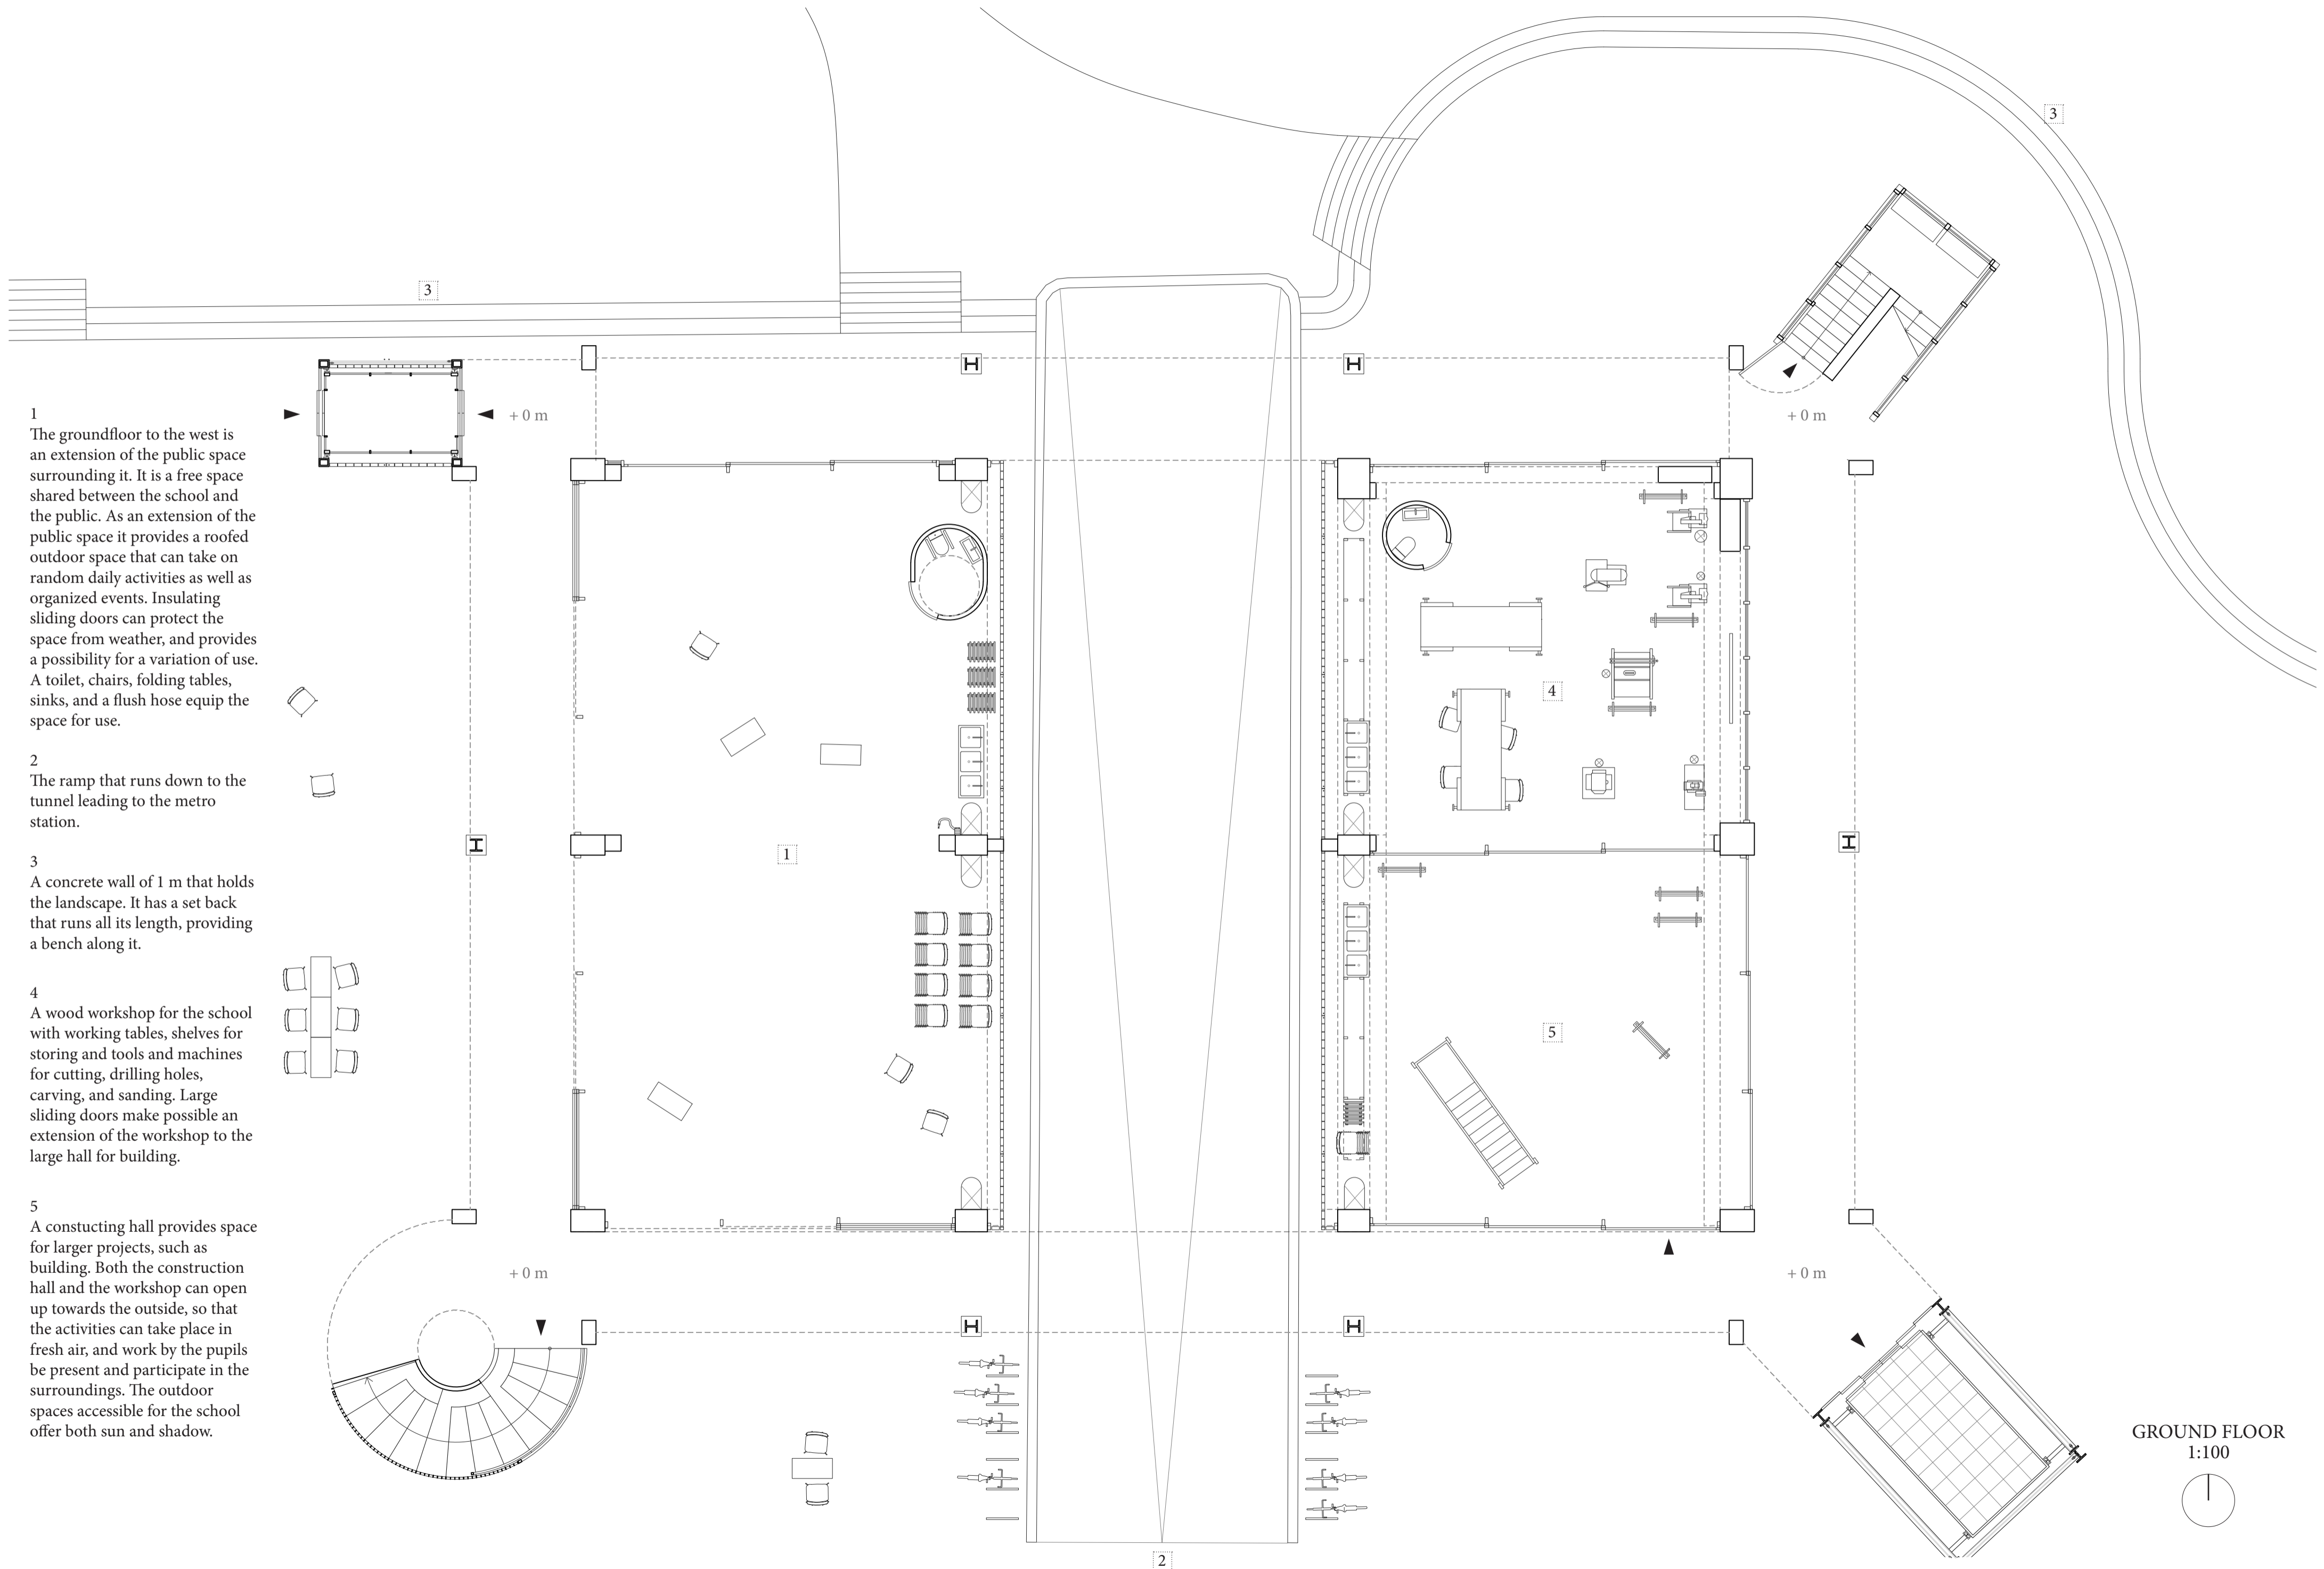 3
3
1
The groundfloor to the west is
an extension of the public space
surrounding it. It is a free space
shared between the school and
the public. As an extension of the
public space it provides a roofed
outdoor space that can take on
random daily activities as well as
organized events. Insulating
sliding doors can protect the
space from weather, and provides
a possibility for a variation of use.
A toilet, chairs, folding tables,
sinks, and a flush hose equip the
space for use.
2
The ramp that runs down to the
tunnel leading to the metro
station.
3
A concrete wall of 1 m that holds
the landscape. It has a set back
that runs all its length, providing
a bench along it.
4
A wood workshop for the school
with working tables, shelves for
storing and tools and machines
for cutting, drilling holes,
carving, and sanding. Large
sliding doors make possible an
extension of the workshop to the
large hall for building.
5
A constucting hall provides space
for larger projects, such as
building. Both the construction
hall and the workshop can open
up towards the outside, so that
the activities can take place in
fresh air, and work by the pupils
be present and participate in the
surroundings. The outdoor
spaces accessible for the school
offer both sun and shadow.
+ 0 m
+ 0 m
4
1
5
+ 0 m
+ 0 m
2
GROUND FLOOR
1:100